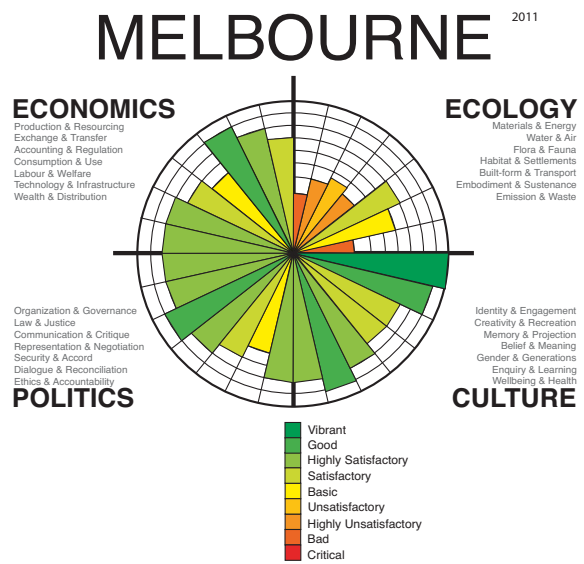 MELBOURNE
2011
ECONOMICS
Production & Resourcing
Exchange & Transfer
Accounting & Regulation
Consumption & Use
Labour & Welfare
Technology & Infrastructure
Wealth & Distribution
ECOLOGY
Materials & Energy
Water & Air
Flora & Fauna
Habitat & Settlements
Built-form & Transport
Embodiment & Sustenance
Emission & Waste
Organization & Governance
Law & Justice
Communication & Critique
Representation & Negotiation
Security & Accord
Dialogue & Reconciliation
Ethics & Accountability
POLITICS
Identity & Engagement
Creativity & Recreation
Memory & Projection
Belief & Meaning
Gender & Generations
Enquiry & Learning
Wellbeing & Health
CULTURE
Vibrant
Good
Highly Satisfactory
Satisfactory
Basic
Unsatisfactory
Highly Unsatisfactory
Bad
Critical